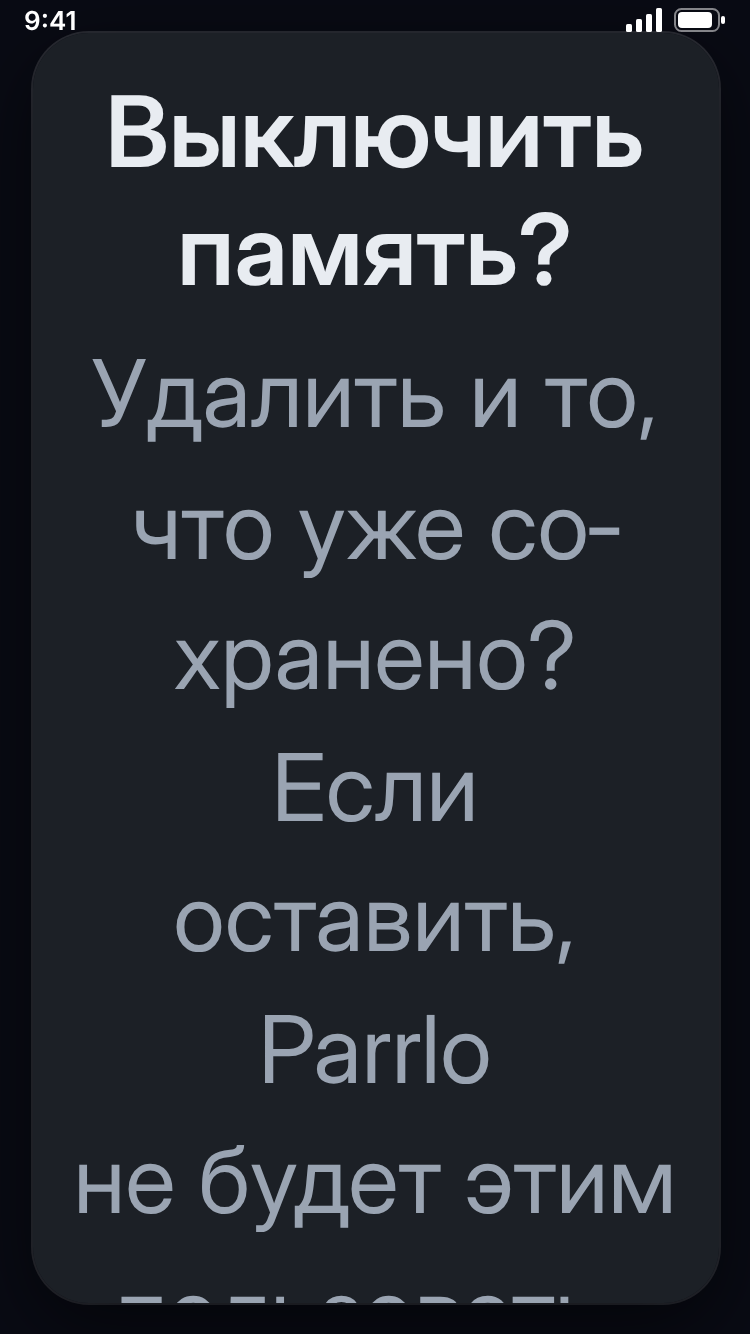 9:41
Выключить
память?
Удалить и то,
что уже со-
хранено?
Если
оставить,
Parrlo
не будет этим